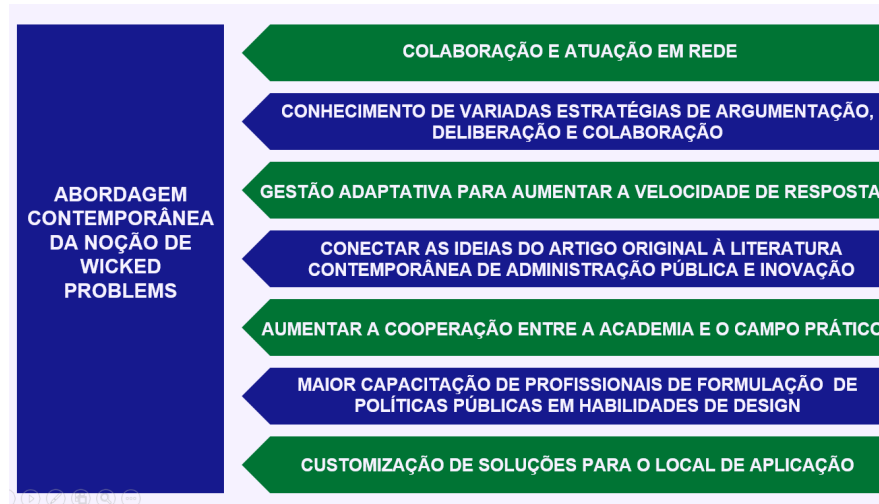 ABORDAGEM
CONTEMPORÂNEA
DA NOÇÃO DE
WICKED
PROBLEMS
COLABORAÇÃO E ATUAÇÃO EM REDE
CONHECIMENTO DE VARIADAS ESTRATÉGIAS DE ARGUMENTAÇÃO,
DELIBERAÇÃO E COLABORAÇÃO
GESTÃO ADAPTATIVA PARA AUMENTAR A VELOCIDADE DE RESPOSTA
CONECTAR AS IDEIAS DO ARTIGO ORIGINAL À LITERATURA
CONTEMPORÂNEA DE ADMINISTRAÇÃO PÚBLICA E INOVAÇÃO
AUMENTAR A COOPERAÇÃO ENTRE A ACADEMIA E O CAMPO PRÁTICO
MAIOR CAPACITAÇÃO DE PROFISSIONAIS DE FORMULAÇÃO DE
POLÍTICAS PÚBLICAS EM HABILIDADES DE DESIGN
CUSTOMIZAÇÃO DE SOLUÇÕES PARA O LOCAL DE APLICAÇÃO